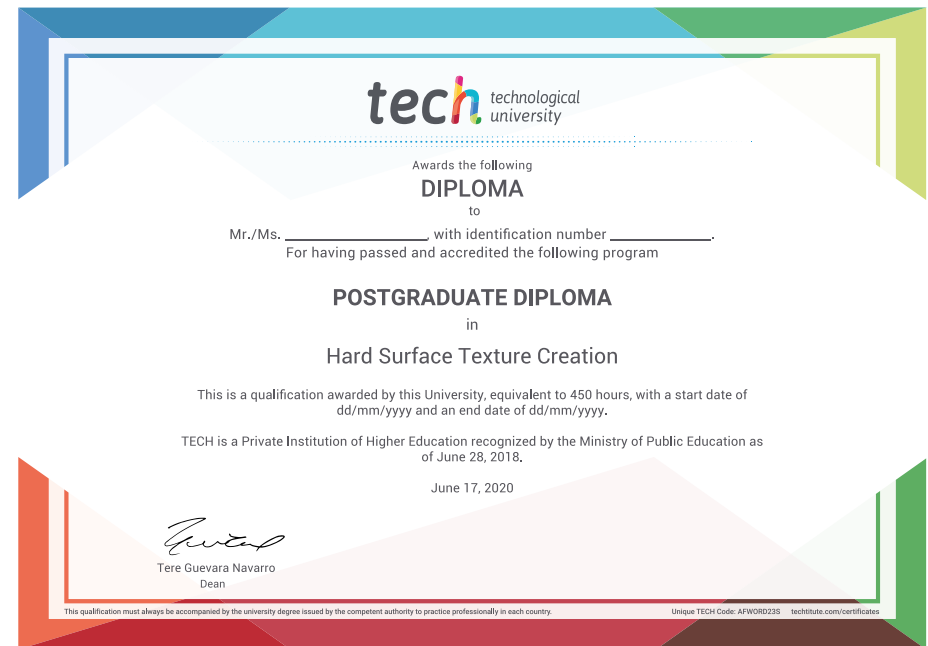 tech technological
university
Awards the following
DIPLOMA
to
Mr./Ms. ____________________, with identification number ______________.
For having passed and accredited the following program
POSTGRADUATE DIPLOMA
in
Hard Surface Texture Creation
This is a qualification awarded by this University, equivalent to 450 hours, with a start date of
dd/mm/yyyy and an end date of dd/mm/yyyy.
TECH is a Private Institution of Higher Education recognized by the Ministry of Public Education as
of June 28, 2018.
June 17, 2020
Tere Guevara Navarro
Dean
This qualification must always be accompanied by the university degree issued by the competent authority to practice professionally in each country. Unique TECH Code: AFWORD23S techtitute.com/certificates